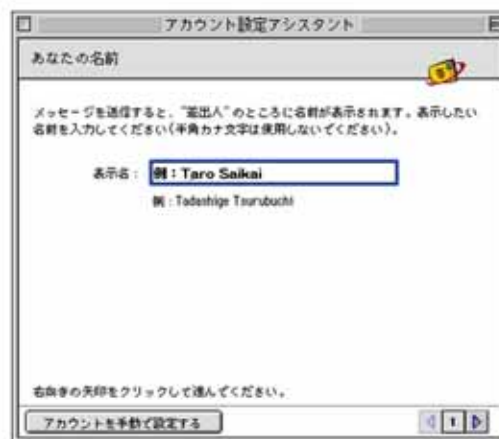 アカウント設定アシスタント
あなたの名前
メッセージを送信すると、"差出人"のところに名前が表示されます。表示したい
名前を入力してください(半角カナ文字は使用しないでください)。
表示名: 例:Taro Saikai
例:Tadashige Tsurubuchi
右向きの矢印をクリックして進んでください。
アカウントを手動で設定する
1